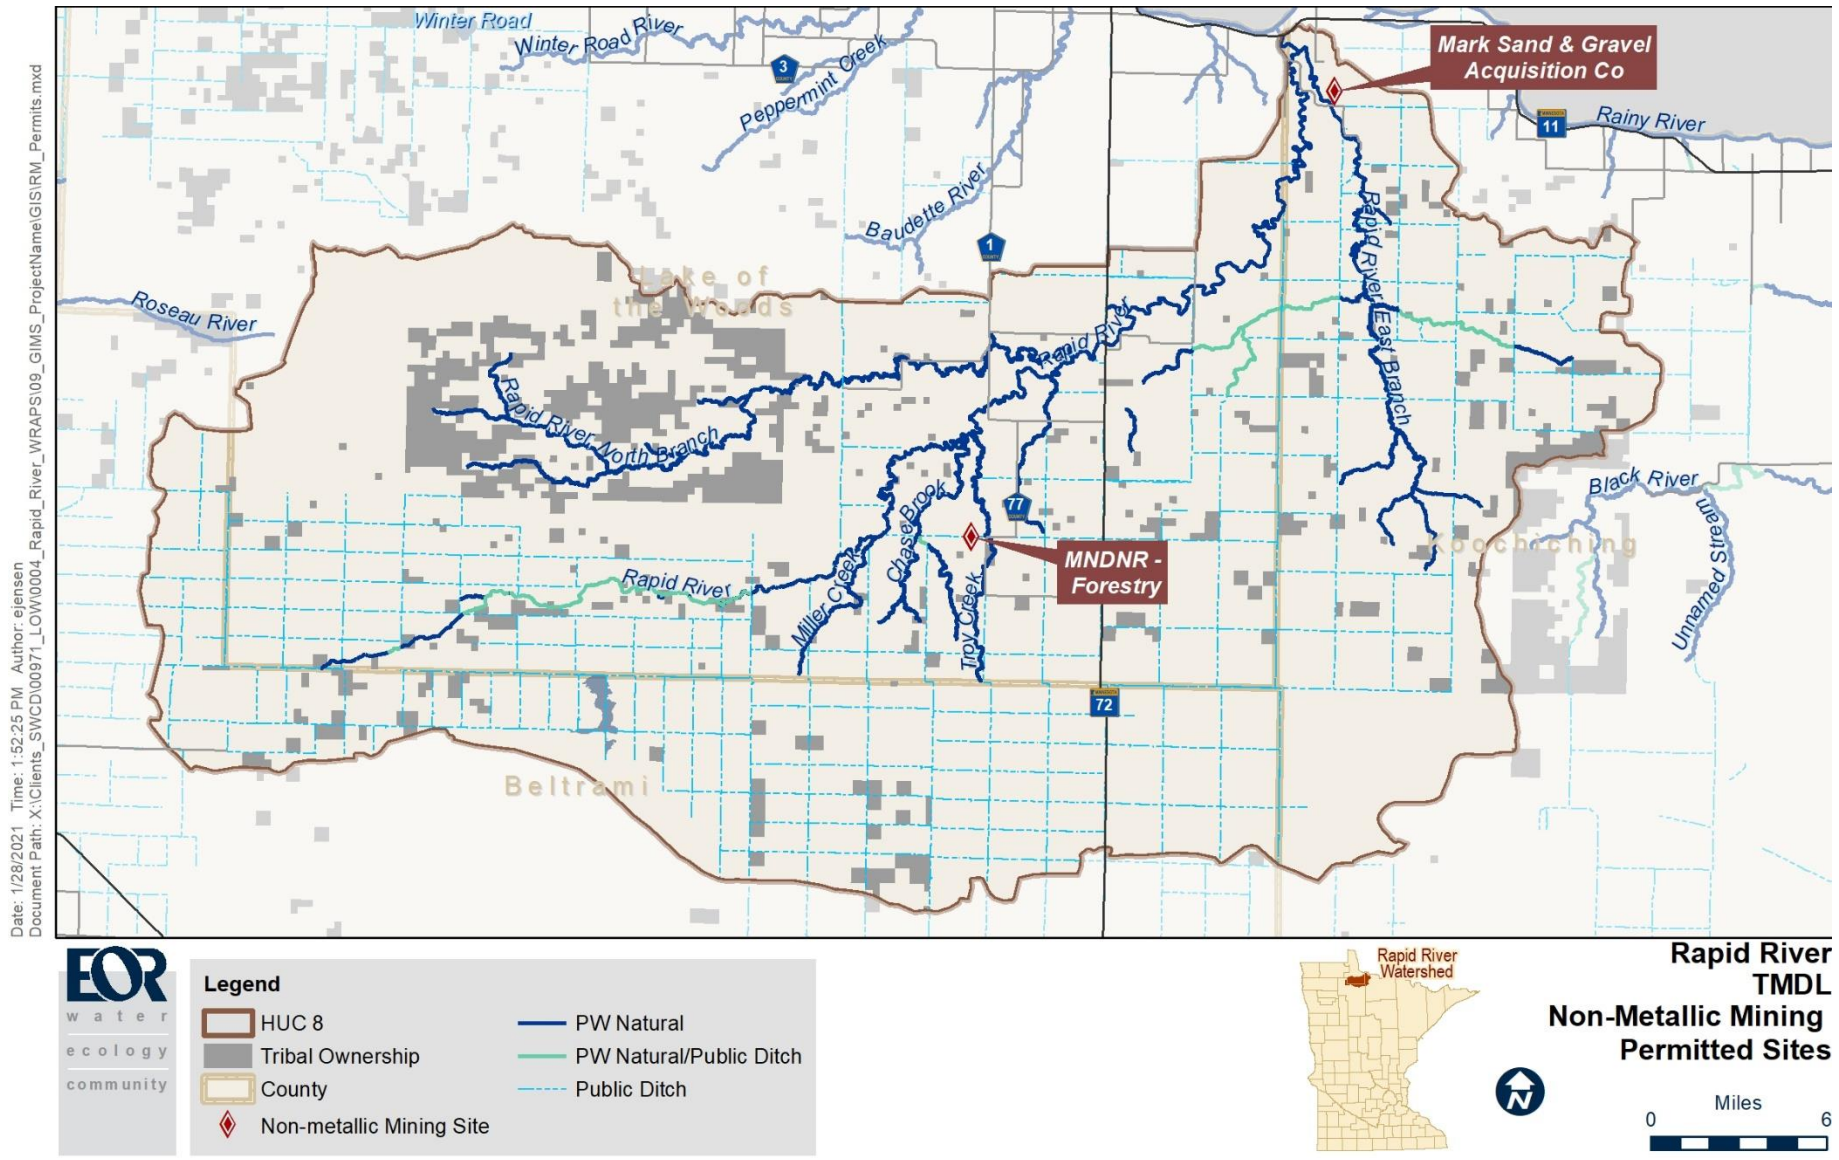 Date: 1/28/2021 Time: 1:52:25 PM Author: ejensen
Document Path: X:\Clients_SWCD\00971_LOW\0004_Rapid_River_WRAPS\09_GIMS_ProjectName\GIS\RM_Permits.mxd
Winter Road
Winter Road River
3
COUNTY
Peppermint Creek
Mark Sand & Gravel
Acquisition Co
11
Rainy River
Baudette River
1
COUNTY
Lake of
the Woods
Roseau River
Rapid River
Rapid River East Branch
Rapid River North Branch
Black River
Unnamed Stream
Koochiching
77
COUNTY
Chase Brook
MNDNR -
Forestry
Rapid River
Miller Creek
Troy Creek
72
Beltrami
EOR
water
ecology
community
Legend
HUC 8
Tribal Ownership
County
Non-metallic Mining Site
PW Natural
PW Natural/Public Ditch
Public Ditch
Rapid River
Watershed
N
Rapid River
TMDL
Non-Metallic Mining
Permitted Sites
Miles
0 6